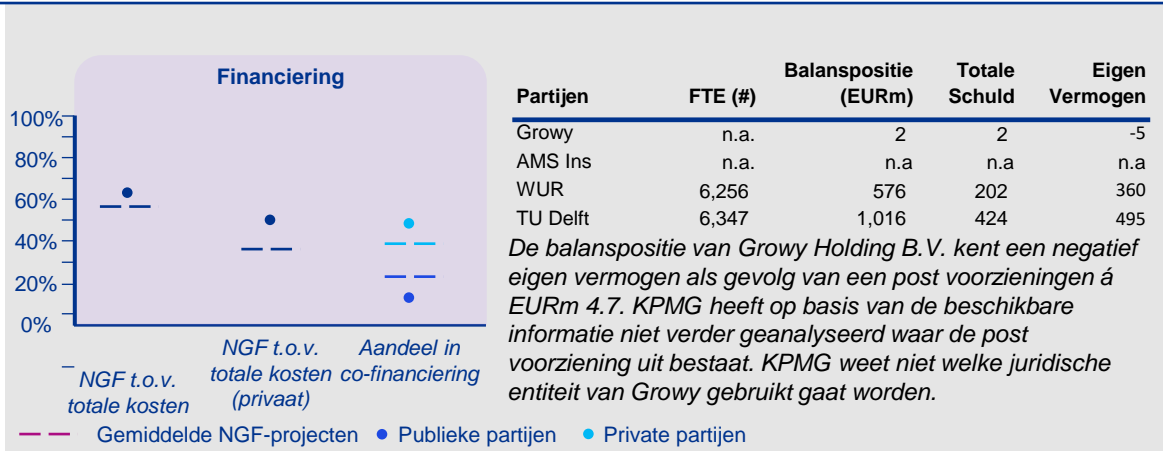 Financiering
100%
80%
60%
40%
20%
0%
NGF t.o.v.
totale kosten
NGF t.o.v.
totale kosten
(privaat)
Aandeel in
co-financiering
Gemiddelde NGF-projecten Publieke partijen Private partijen
Partijen FTE (#) Balanspositie (EURm) Totale Schuld Eigen Vermogen
Growy n.a. 2 2 -5
AMS Ins n.a. n.a n.a n.a
WUR 6,256 576 202 360
TU Delft 6,347 1,016 424 495
De balanspositie van Growy Holding B.V. kent een negatief
eigen vermogen als gevolg van een post voorzieningen á
EURm 4.7. KPMG heeft op basis van de beschikbare
informatie niet verder geanalyseerd waar de post
voorziening uit bestaat. KPMG weet niet welke juridische
entiteit van Growy gebruikt gaat worden.